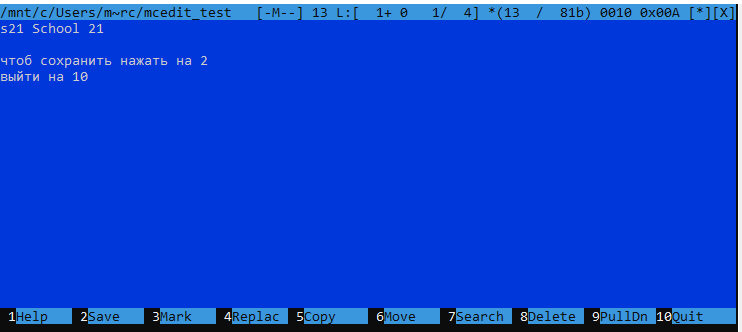 /mnt/c/Users/m~rc/mcedit_test   [-M--] 13 L:[  1+ 0   1/  4] *(13  /  81b) 0010 0x00A [*][X]
s21 School 21
чтоб сохранить нажать на 2
выйти на 10
1Help 2Save 3Mark 4Replac 5Copy 6Move 7Search 8Delete 9PullDn 10Quit